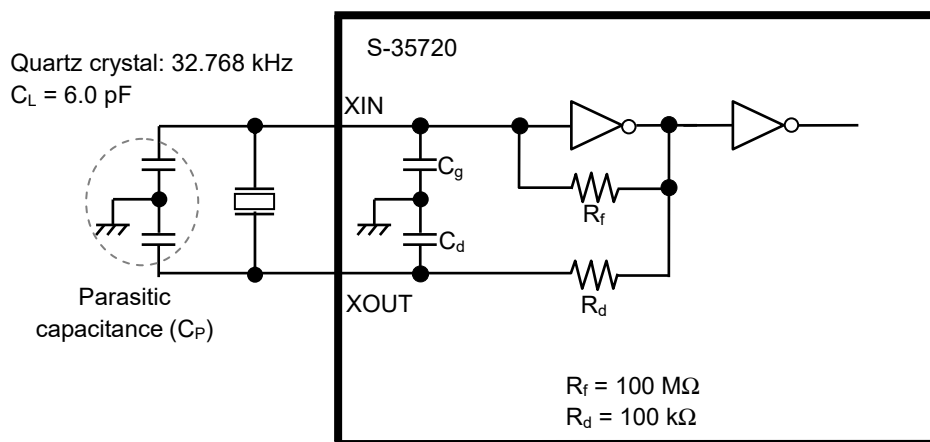 S-35720
Quartz crystal: 32.768 kHz
C_L = 6.0 pF
XIN
C_g
R_f
C_d
R_d
XOUT
Parasitic
capacitance (C_P)
R_f = 100 MΩ
R_d = 100 kΩ